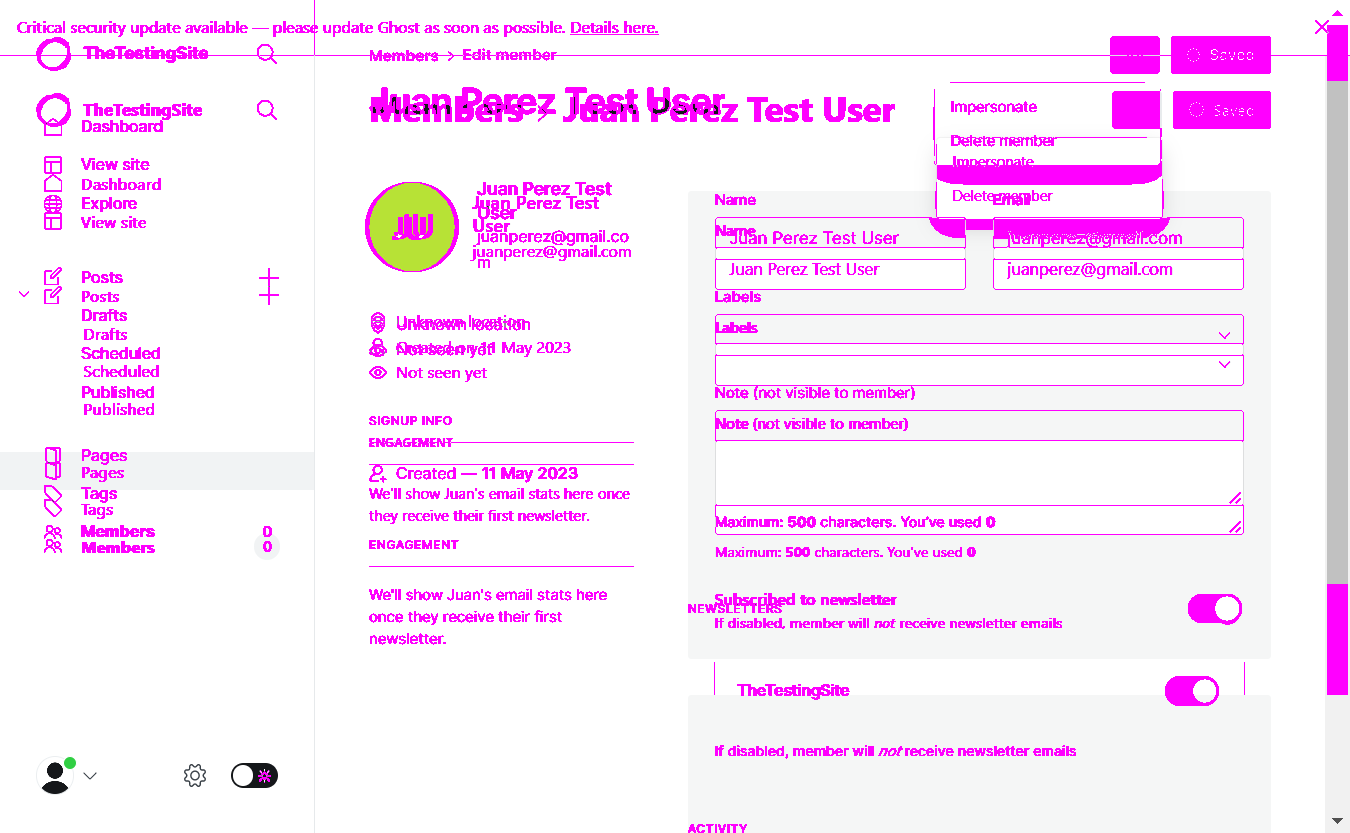 Critical security update available — please update Ghost as soon as possible. Details here.
TheTestingSite
Members > Edit member
Saved
TheTestingSite
Dashboard
Juan Perez Test User
Members > Juan Perez Test User
Impersonate
Delete member
Impersonate
Delete member
Saved
View site
Dashboard
Explore
View site
Posts
Posts
Drafts
Drafts
Scheduled
Scheduled
Published
Published
Pages
Pages
Tags
Tags
Members 0
Members 0
Juan Perez Test
User
Juan Perez Test
User
juanperez@gmail.co
m
juanperez@gmail.com
Unknown location
Unknown location
Created on 11 May 2023
Not seen yet
Not seen yet
SIGNUP INFO
ENGAGEMENT
Created — 11 May 2023
We'll show Juan's email stats here once
they receive their first newsletter.
ENGAGEMENT
We'll show Juan's email stats here
once they receive their first
newsletter.
Name
Email
Name
Juan Perez Test User
juanperez@gmail.com
Juan Perez Test User
juanperez@gmail.com
Labels
Labels
Note (not visible to member)
Note (not visible to member)
Maximum: 500 characters. You've used 0
Maximum: 500 characters. You've used 0
Subscribed to newsletter
NEWSLETTERS
If disabled, member will not receive newsletter emails
TheTestingSite
If disabled, member will not receive newsletter emails
ACTIVITY